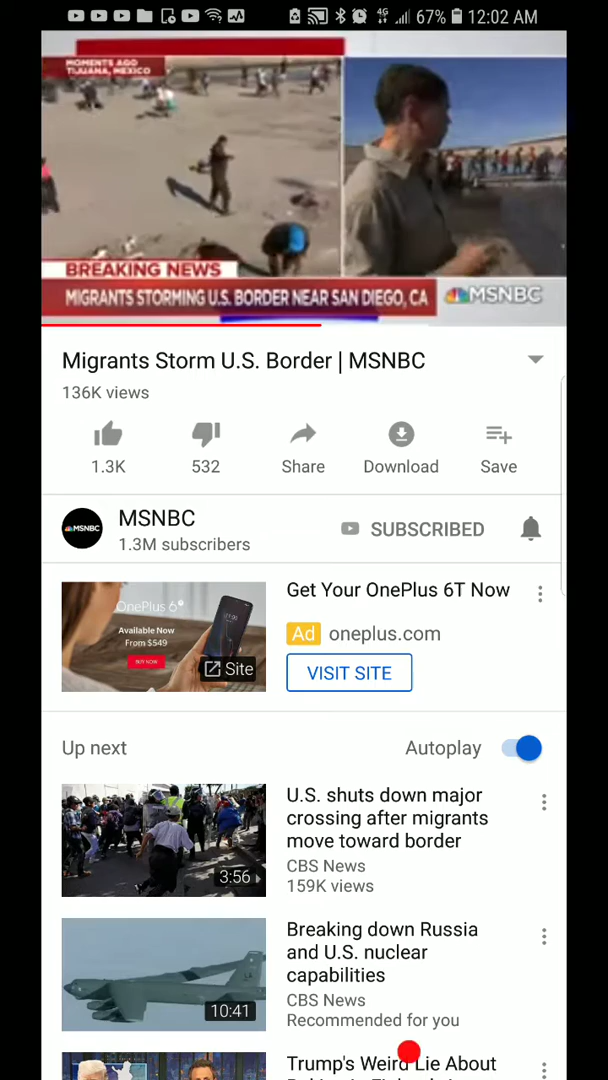 4G 67% 12:02 AM
MOMENTS AGO
TIJUANA, MEXICO
BREAKING NEWS
MIGRANTS STORMING U.S. BORDER NEAR SAN DIEGO, CA
MSNBC
Migrants Storm U.S. Border | MSNBC
136K views
1.3K
532
Share
Download
Save
MSNBC
MSNBC
1.3M subscribers
SUBSCRIBED
OnePlus 6
Available Now
From $549
BUY NOW
Site
Get Your OnePlus 6T Now
Ad oneplus.com
VISIT SITE
Up next
Autoplay
3:56
U.S. shuts down major
crossing after migrants
move toward border
CBS News
159K views
10:41
Breaking down Russia
and U.S. nuclear
capabilities
CBS News
Recommended for you
Trump's Weird Lie About